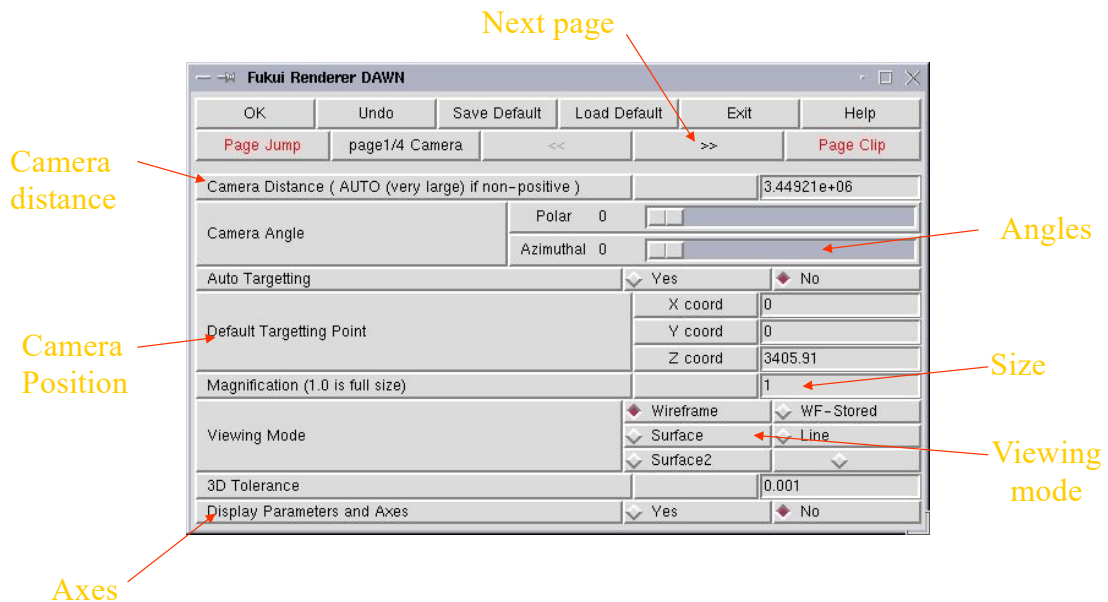 Next page
Fukui Renderer DAWN
OK Undo Save Default Load Default Exit Help
Page Jump page1/4 Camera << >> Page Clip
Camera
distance
Camera Distance ( AUTO (very large) if non-positive ) 3.44921e+06
Camera Angle
Polar 0
Azimuthal 0
Angles
Auto Targetting Yes No
Default Targetting Point
X coord 0
Y coord 0
Z coord 3405.91
Camera
Position
Magnification (1.0 is full size) 1
Size
Viewing Mode
Wireframe WF-Stored
Surface Line
Surface2
Viewing
mode
3D Tolerance 0.001
Display Parameters and Axes Yes No
Axes